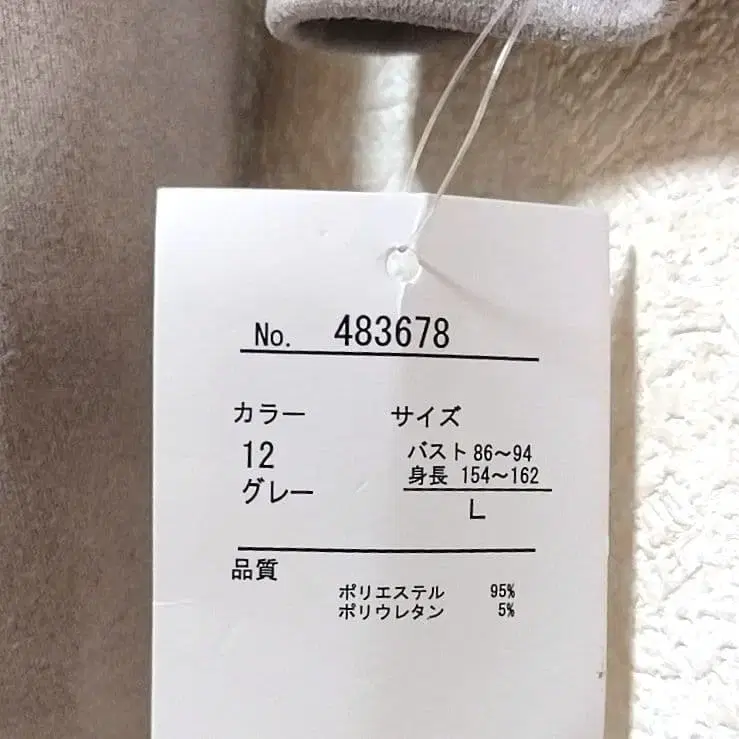 No. 483678
カラー サイズ
12 バスト 86〜94
グレー 身長 154〜162
L
品質
ポリエステル 95%
ポリウレタン 5%